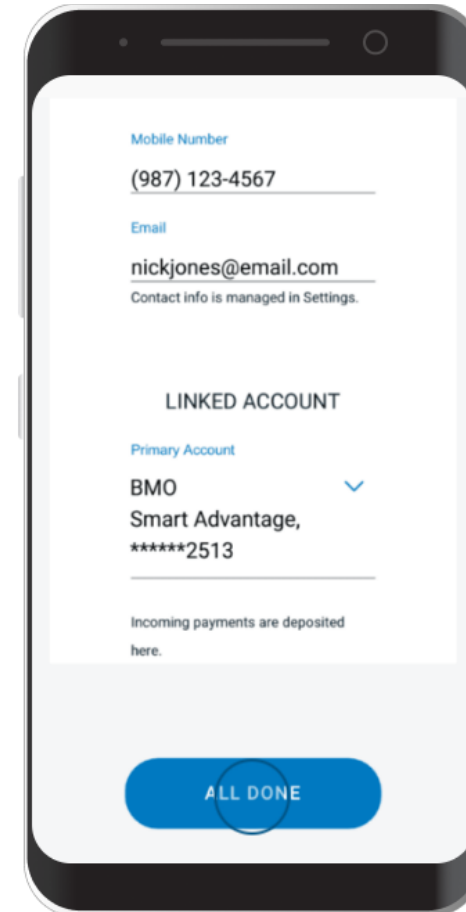 Mobile Number
(987) 123-4567
Email
nickjones@email.com
Contact info is managed in Settings.
LINKED ACCOUNT
Primary Account
BMO
Smart Advantage,
******2513
Incoming payments are deposited
here.
ALL DONE